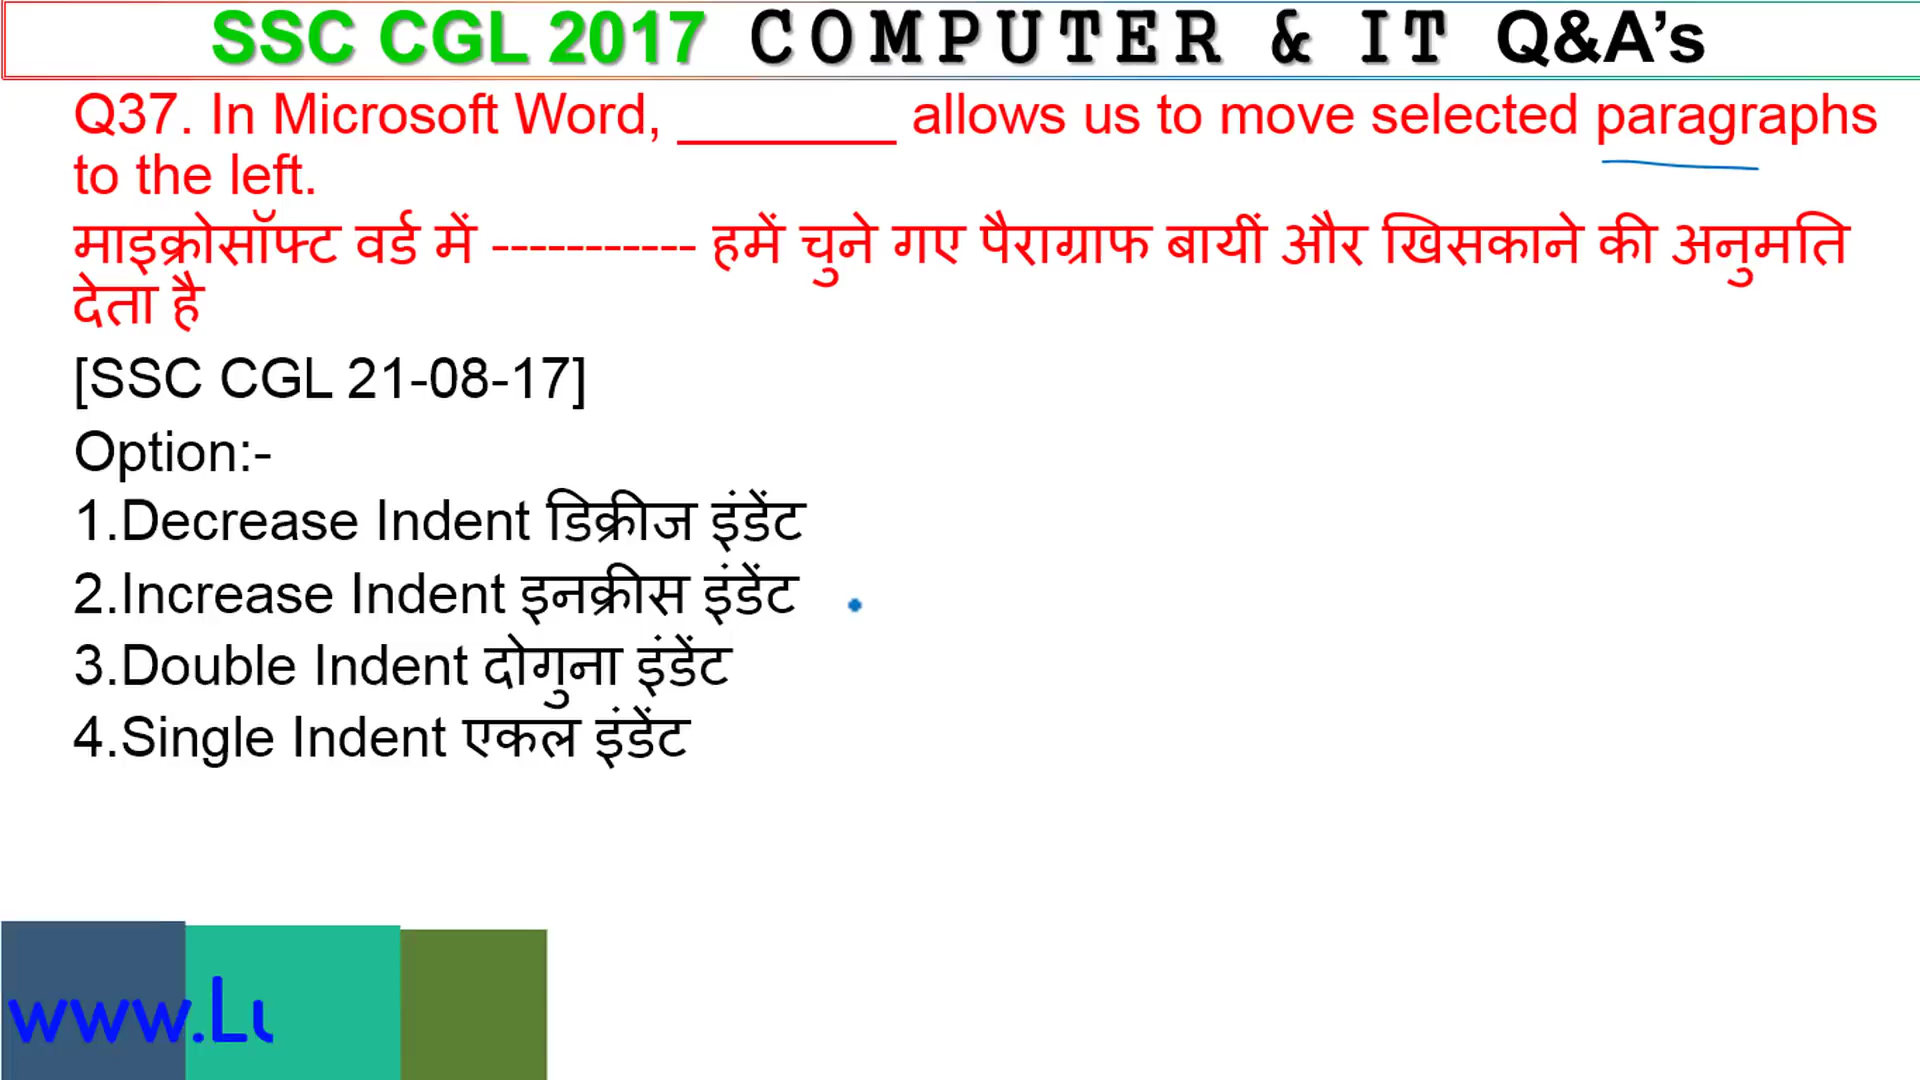 SSC CGL 2017 COMPUTER & IT Q&A’s
Q37. In Microsoft Word, ________ allows us to move selected paragraphs
to the left.
माइक्रोसॉफ्ट वर्ड में ----------- हमें चुने गए पैराग्राफ बायीं और खिसकाने की अनुमति
देता है
[SSC CGL 21-08-17]
Option:-
1.Decrease Indent डिक्रीज इंडेंट
2.Increase Indent इनक्रीस इंडेंट
3.Double Indent दोगुना इंडेंट
4.Single Indent एकल इंडेंट
www.L